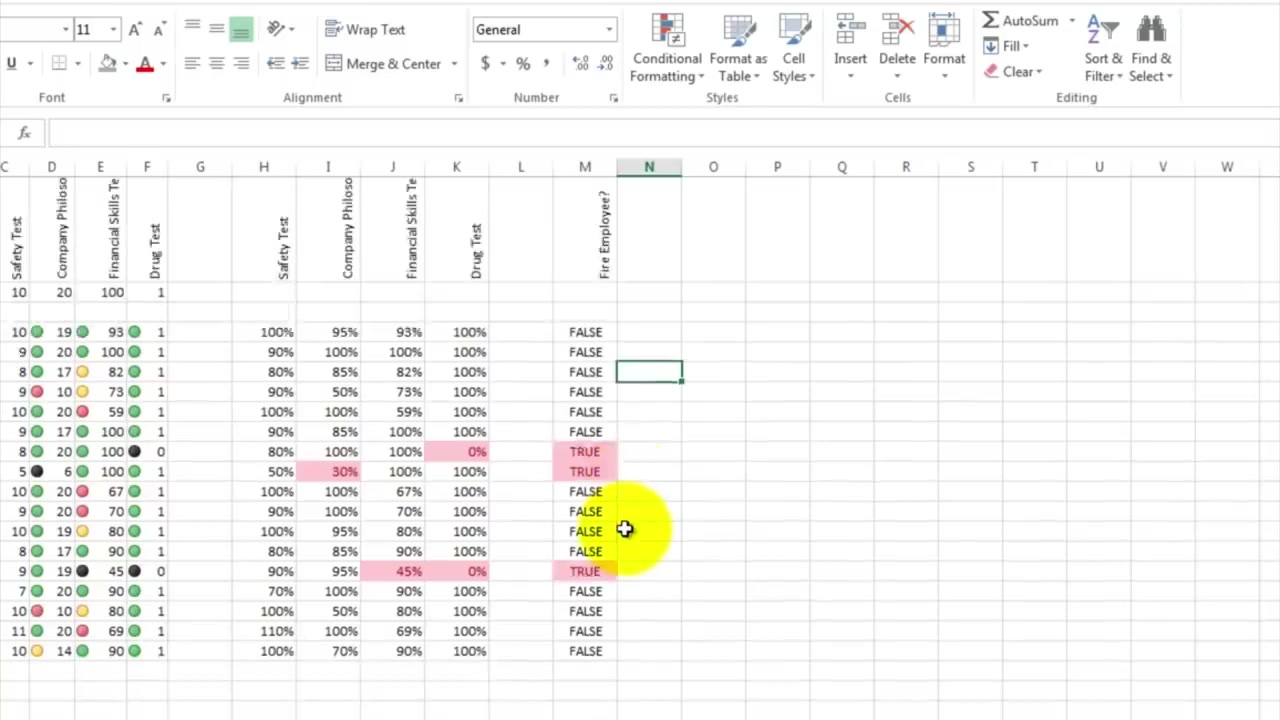 11 A A Wrap Text General AutoSum
U A Merge & Center $ % , Conditional Formatting Format as Table Cell Styles Insert Delete Format Fill Clear Sort & Filter Find & Select
Font Alignment Number Styles Cells Editing
fx
C D E F G H I J K L M N O P Q R S T U V W
Safety Test Company Philoso Financial Skills Te Drug Test Safety Test Company Philoso Financial Skills Te Drug Test Fire Employee?
10 20 100 1
10 19 93 1 100% 95% 93% 100% FALSE
9 20 100 1 90% 100% 100% 100% FALSE
8 17 82 1 80% 85% 82% 100% FALSE
9 10 73 1 90% 50% 73% 100% FALSE
10 20 59 1 100% 100% 59% 100% FALSE
9 17 100 1 90% 85% 100% 100% FALSE
8 20 100 0 80% 100% 100% 0% TRUE
5 6 100 1 50% 30% 100% 100% TRUE
10 20 67 1 100% 100% 67% 100% FALSE
9 20 70 1 90% 100% 70% 100% FALSE
10 19 80 1 100% 95% 80% 100% FALSE
8 17 90 1 80% 85% 90% 100% FALSE
9 19 45 0 90% 95% 45% 0% TRUE
7 20 90 1 70% 100% 90% 100% FALSE
10 10 80 1 100% 50% 80% 100% FALSE
11 20 69 1 110% 100% 69% 100% FALSE
10 14 90 1 100% 70% 90% 100% FALSE